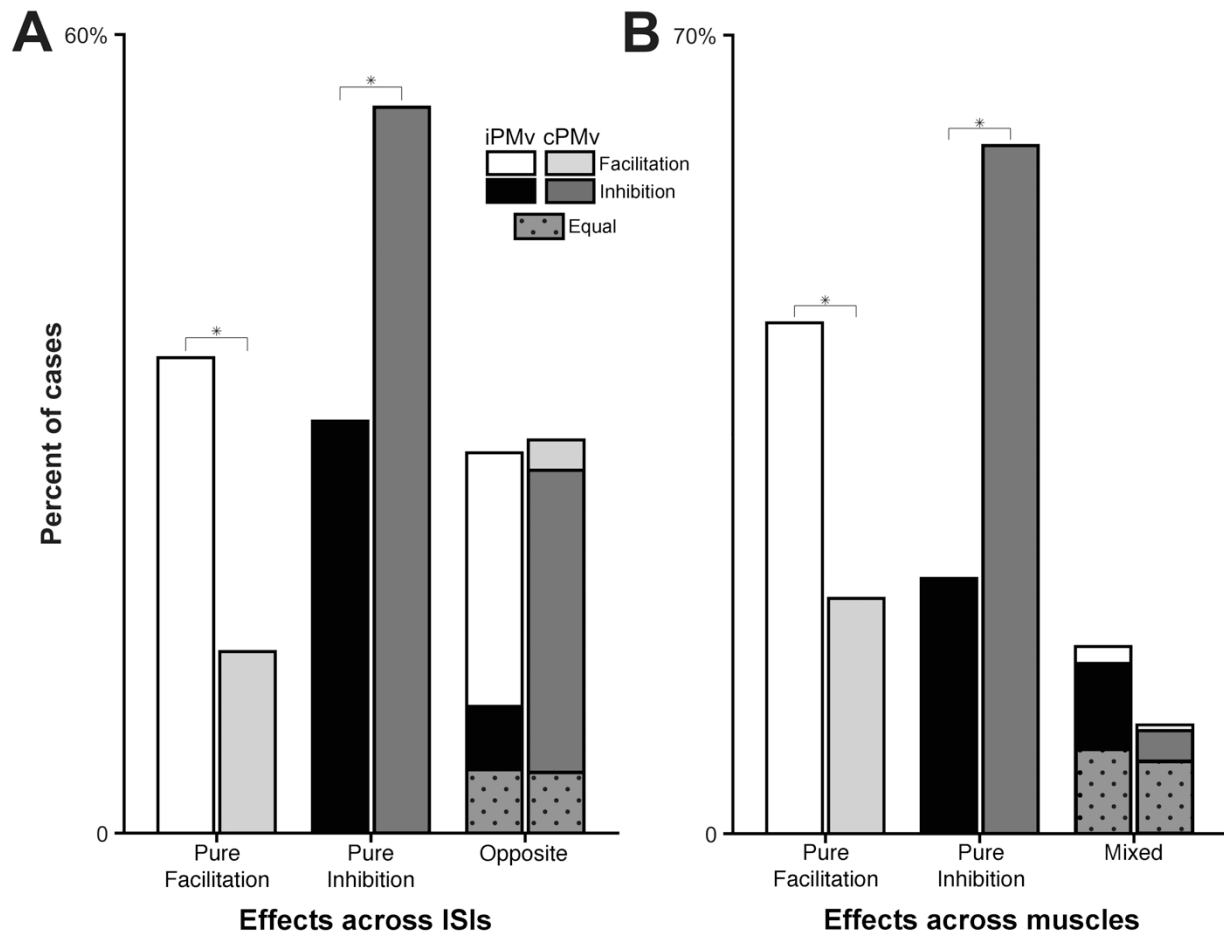 A
60%
*
*
iPMv cPMv
Facilitation
Inhibition
Equal
Percent of cases
0
Pure
Facilitation
Pure
Inhibition
Opposite
Effects across ISIs
B
70%
*
*
0
Pure
Facilitation
Pure
Inhibition
Mixed
Effects across muscles